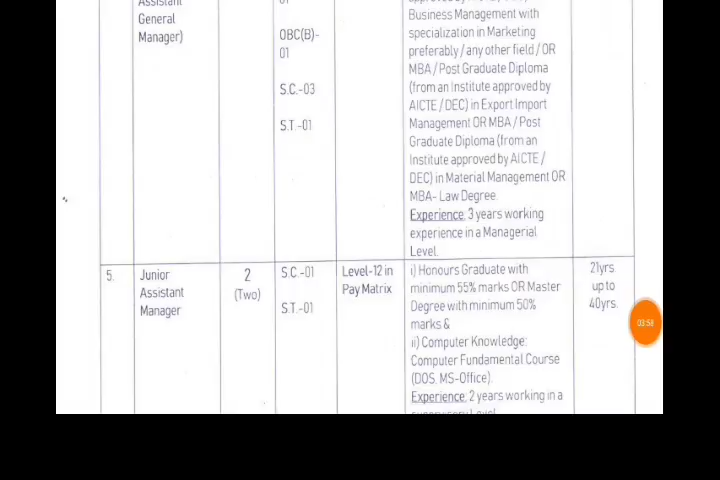 Assistant
General
Manager)
01
OBC(B)-
01
S.C.-03
S.T.-01
Business Management with
specialization in Marketing
preferably / any other field / OR
MBA / Post Graduate Diploma
(from an Institute approved by
AICTE / DEC) in Export Import
Management OR MBA / Post
Graduate Diploma (from an
Institute approved by AICTE /
DEC) in Material Management OR
MBA- Law Degree.
Experience: 3 years working
experience in a Managerial
Level.
5.
Junior
Assistant
Manager
2
(Two)
S.C.-01
S.T.-01
Level-12 in
Pay Matrix
i) Honours Graduate with
minimum 55% marks OR Master
Degree with minimum 50%
marks &
ii) Computer Knowledge:
Computer Fundamental Course
(DOS, MS-Office).
Experience: 2 years working in a
21yrs.
up to
40yrs.
03:58